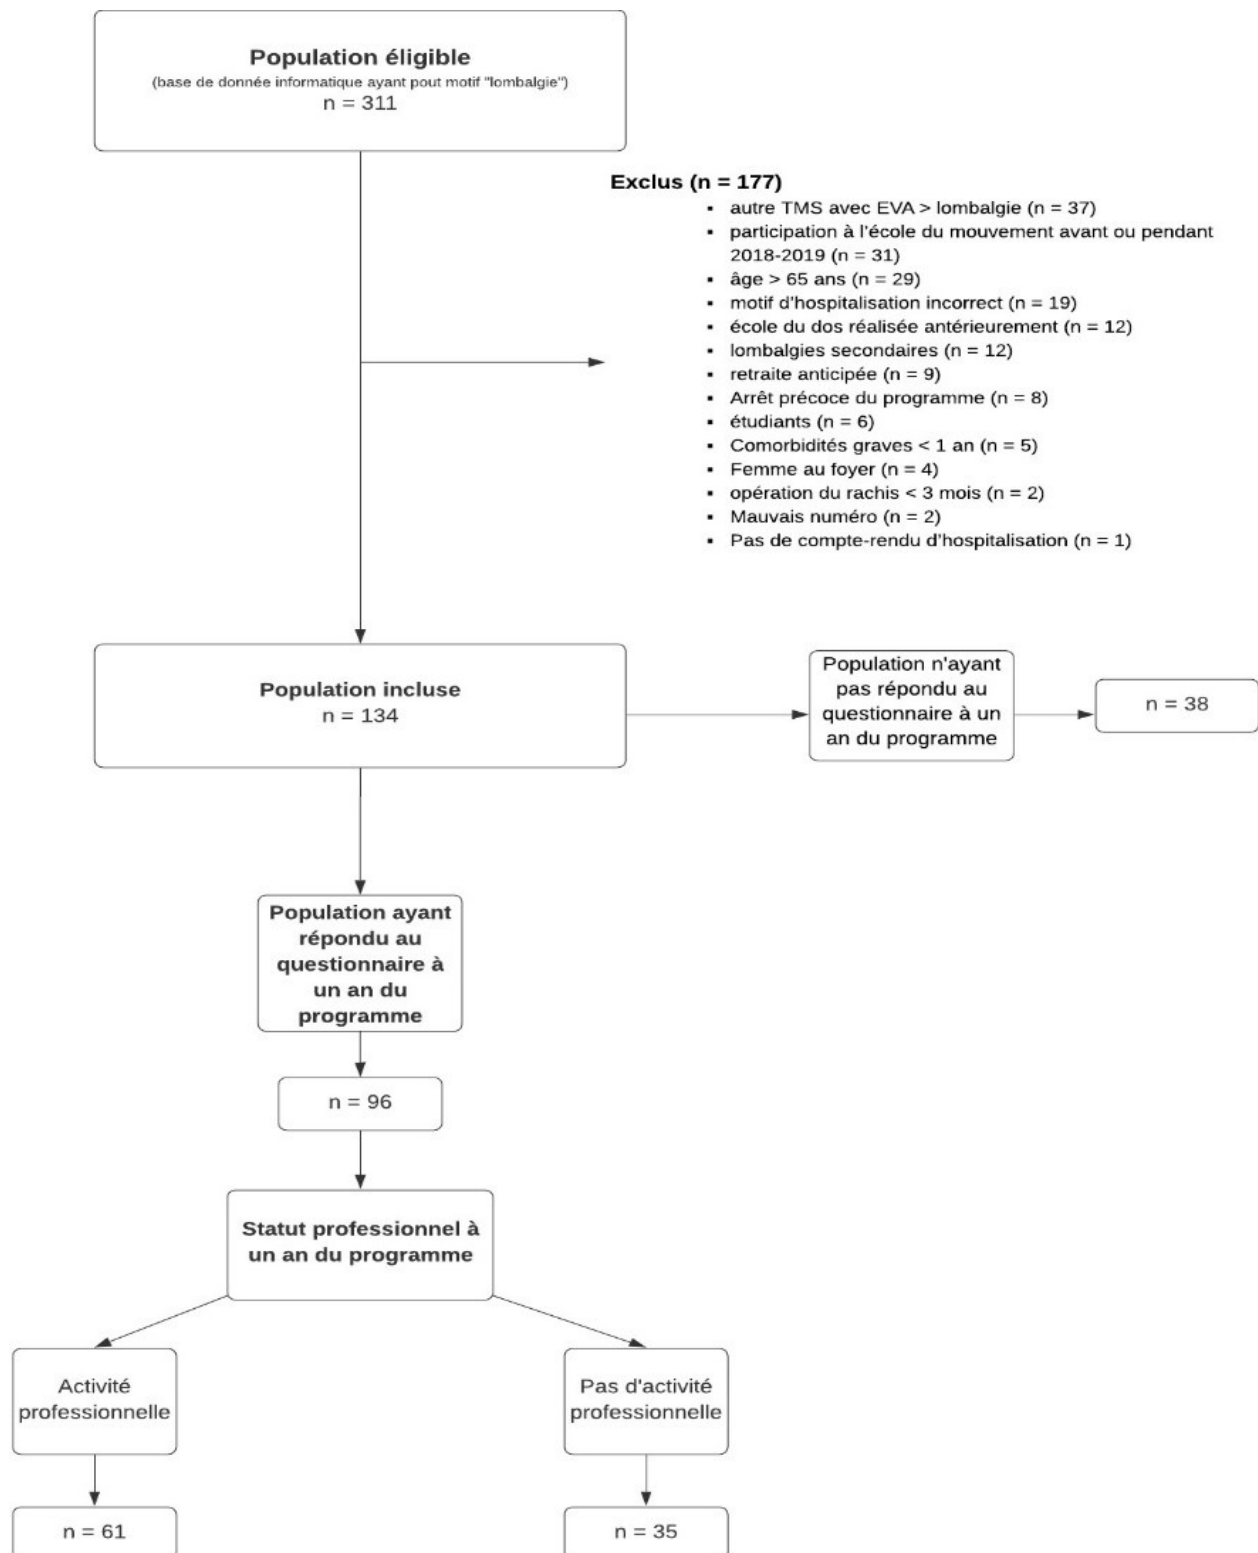 Population éligible
(base de donnée informatique ayant pout motif "lombalgie")
n = 311
Exclus (n = 177)
▪ autre TMS avec EVA > lombalgie (n = 37)
▪ participation à l'école du mouvement avant ou pendant
2018-2019 (n = 31)
▪ âge > 65 ans (n = 29)
▪ motif d'hospitalisation incorrect (n = 19)
▪ école du dos réalisée antérieurement (n = 12)
▪ lombalgies secondaires (n = 12)
▪ retraite anticipée (n = 9)
▪ Arrêt précoce du programme (n = 8)
▪ étudiants (n = 6)
▪ Comorbidités graves < 1 an (n = 5)
▪ Femme au foyer (n = 4)
▪ opération du rachis < 3 mois (n = 2)
▪ Mauvais numéro (n = 2)
▪ Pas de compte-rendu d'hospitalisation (n = 1)
Population incluse
n = 134
Population n'ayant
pas répondu au
questionnaire à un
an du programme
n = 38
Population ayant
répondu au
questionnaire à
un an du
programme
n = 96
Statut professionnel à
un an du programme
Activité
professionnelle
Pas d'activité
professionnelle
n = 61
n = 35